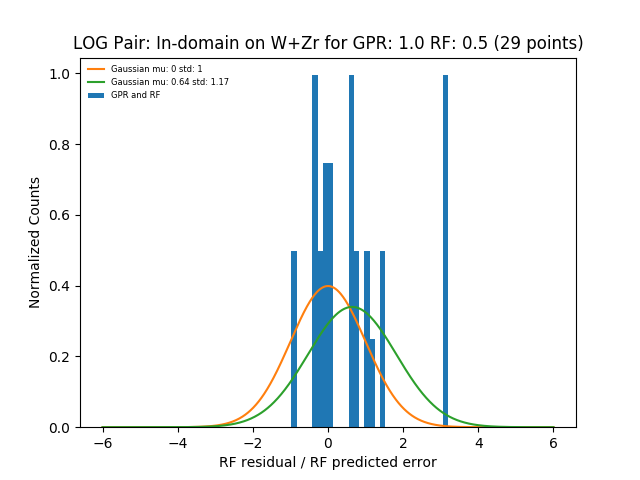 LOG Pair: In-domain on W+Zr for GPR: 1.0 RF: 0.5 (29 points)
Gaussian mu: 0 std: 1
Gaussian mu: 0.64 std: 1.17
GPR and RF
Normalized Counts
1.0
0.8
0.6
0.4
0.2
0.0
−6 −4 −2 0 2 4 6
RF residual / RF predicted error